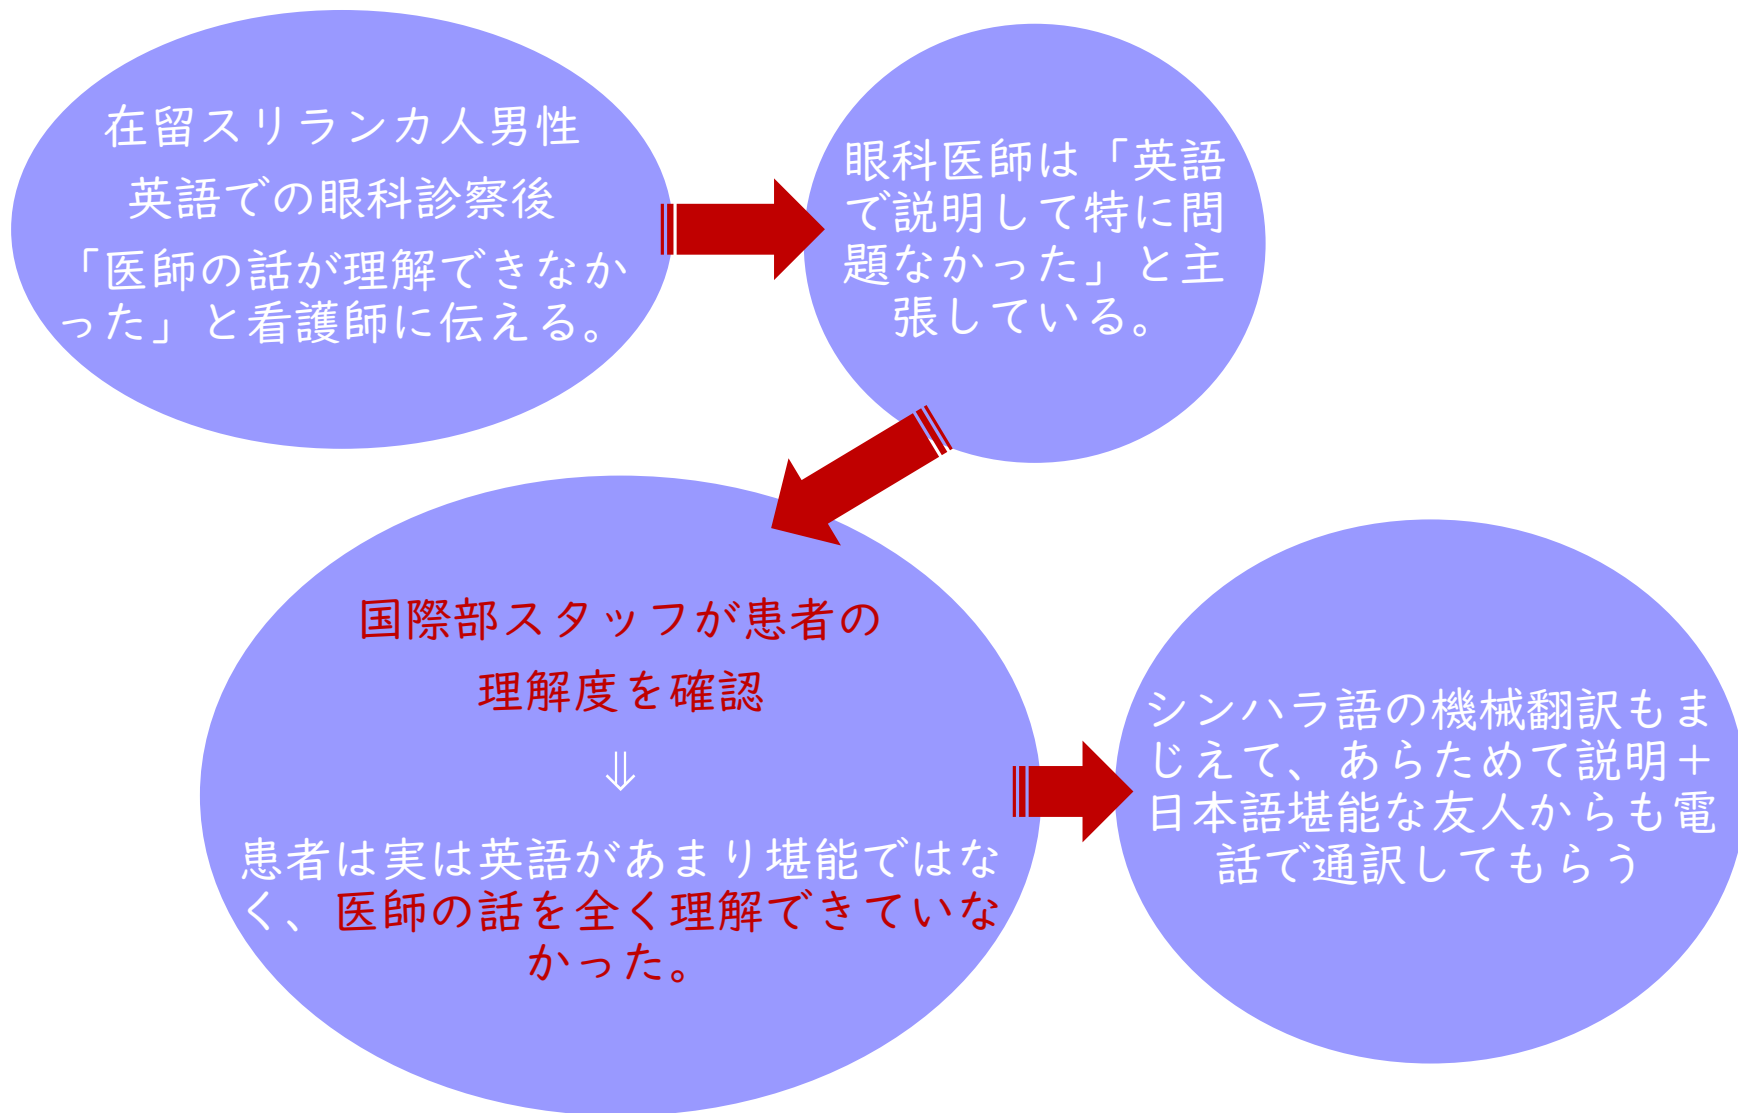 在留スリランカ人男性
英語での眼科診察後
「医師の話が理解できなか
った」と看護師に伝える。
眼科医師は「英語
で説明して特に問
題なかった」と主
張している。
国際部スタッフが患者の
理解度を確認
⇓
患者は実は英語があまり堪能ではな
く、医師の話を全く理解できていな
かった。
シンハラ語の機械翻訳もま
じえて、あらためて説明＋
日本語堪能な友人からも電
話で通訳してもらう